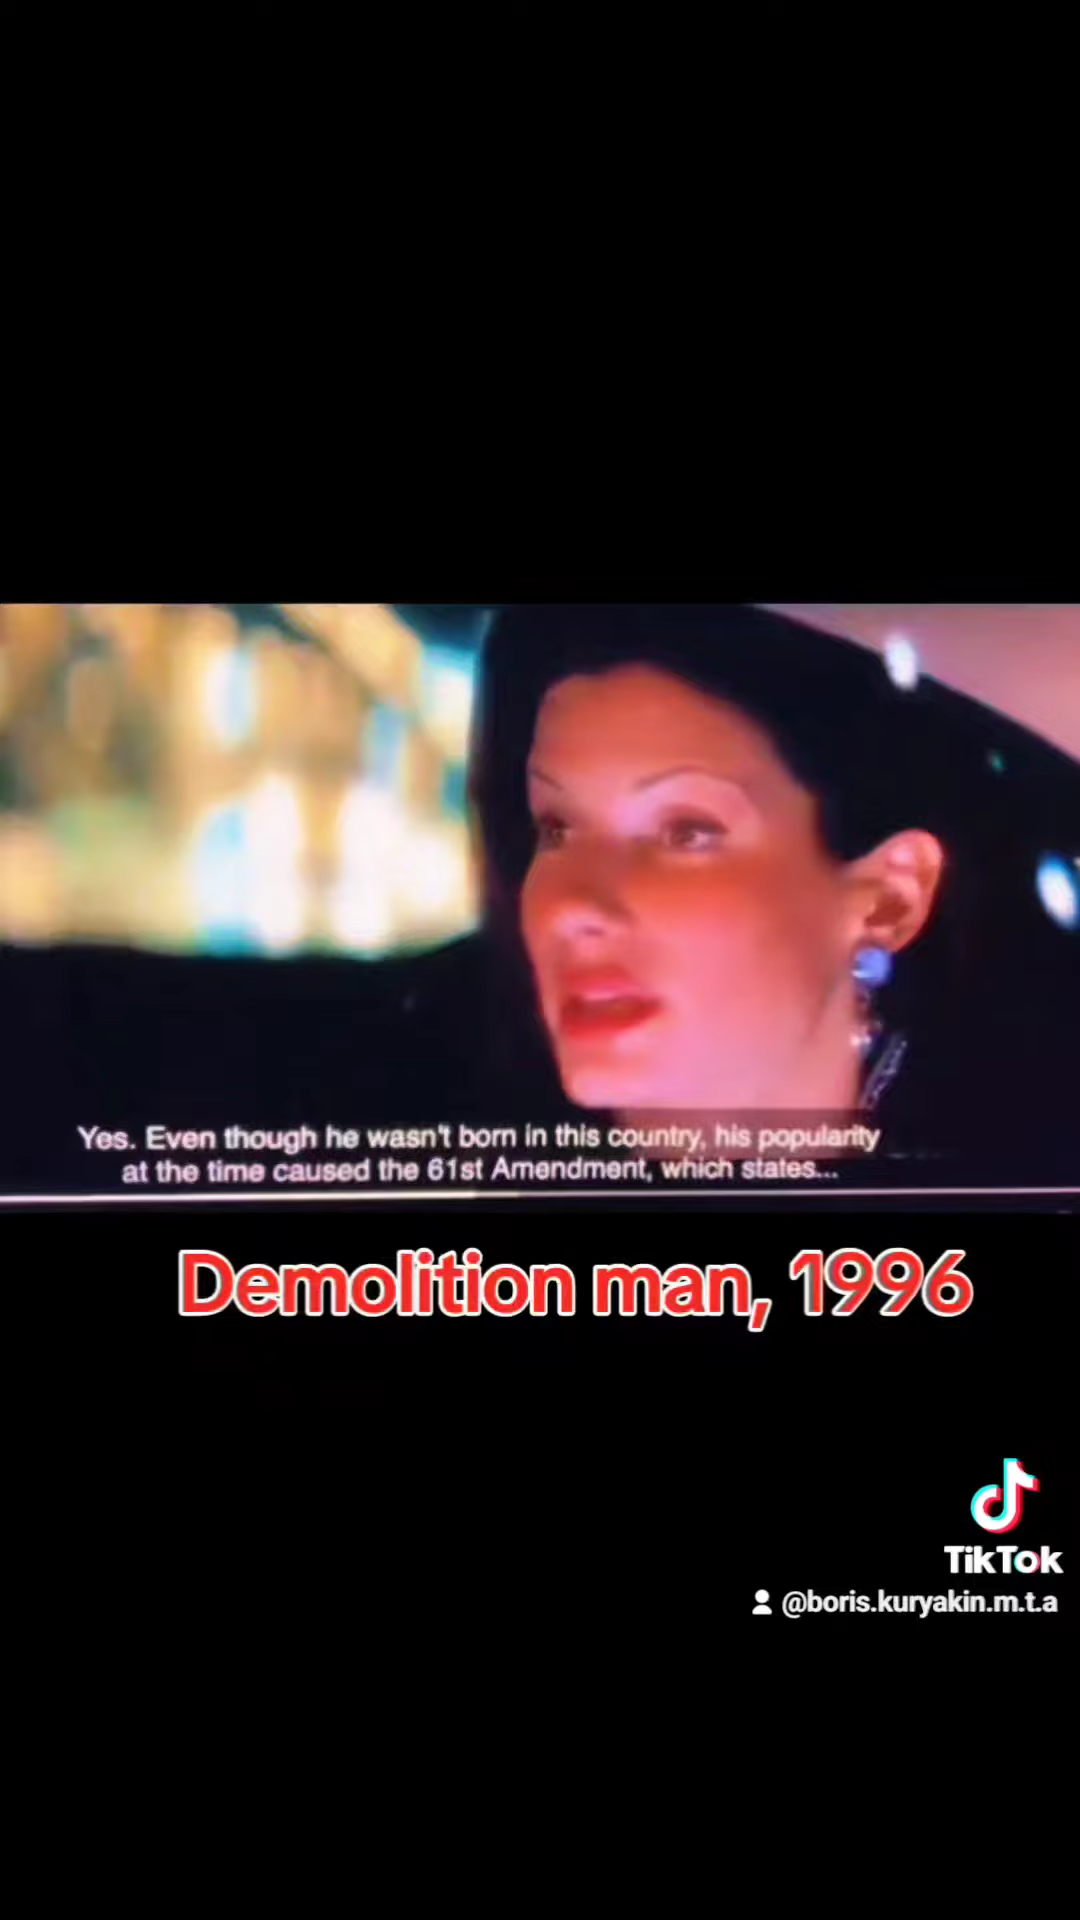 Yes. Even though he wasn't born in this country, his popularity
at the time caused the 61st Amendment, which states...
Demolition man, 1996
TikTok
@boris.kuryakin.m.t.a